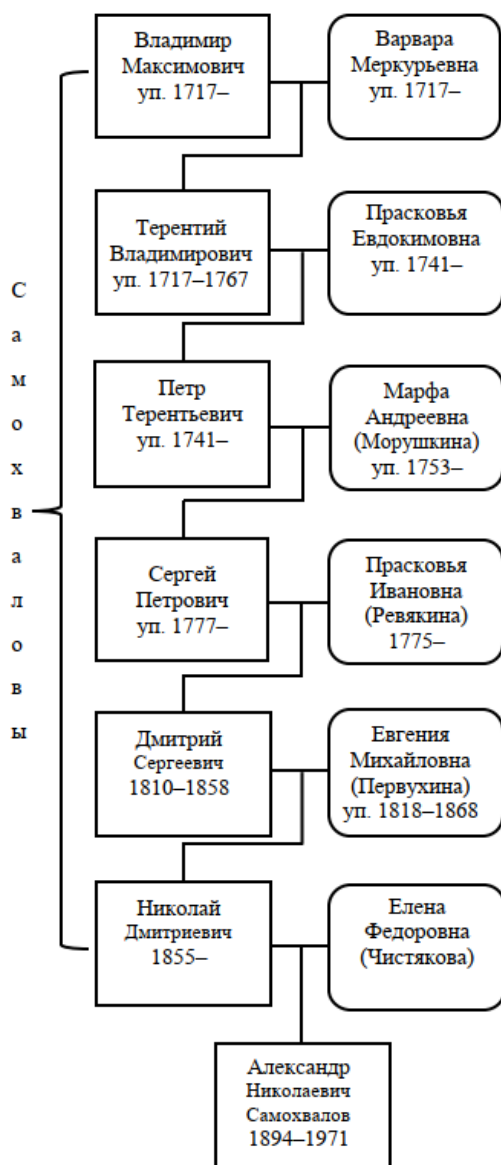 Владимир
Максимович
уп. 1717–
Варвара
Меркурьевна
уп. 1717-
Терентий
Владимирович
уп. 1717–1767
Прасковья
Евдокимовна
уп. 1741–
Петр
Терентьевич
уп. 1741–
Марфа
Андреевна
(Морушкина)
уп. 1753–
Сергей
Петрович
уп. 1777–
Прасковья
Ивановна
(Ревякина)
1775–
Дмитрий
Сергеевич
1810–1858
Евгения
Михайловна
(Первухина)
уп. 1818–1868
Николай
Дмитриевич
1855–
Елена
Федоровна
(Чистякова)
Александр
Николаевич
Самохвалов
1894–1971
С
а
м
о
х
в
а
л
о
в
ы